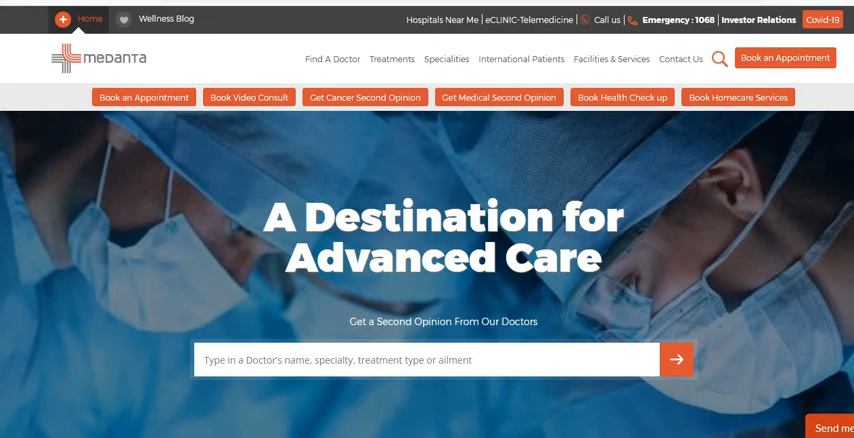 Home Wellness Blog Hospitals Near Me | eCLINIC-Telemedicine | Call us | Emergency : 1068 | Investor Relations Covid-19
medanta Find A Doctor Treatments Specialities International Patients Facilities & Services Contact Us Book an Appointment
Book an Appointment Book Video Consult Get Cancer Second Opinion Get Medical Second Opinion Book Health Check up Book Homecare Services
A Destination for
Advanced Care
Get a Second Opinion From Our Doctors
Type in a Doctor's name, specialty, treatment type or ailment
Send me